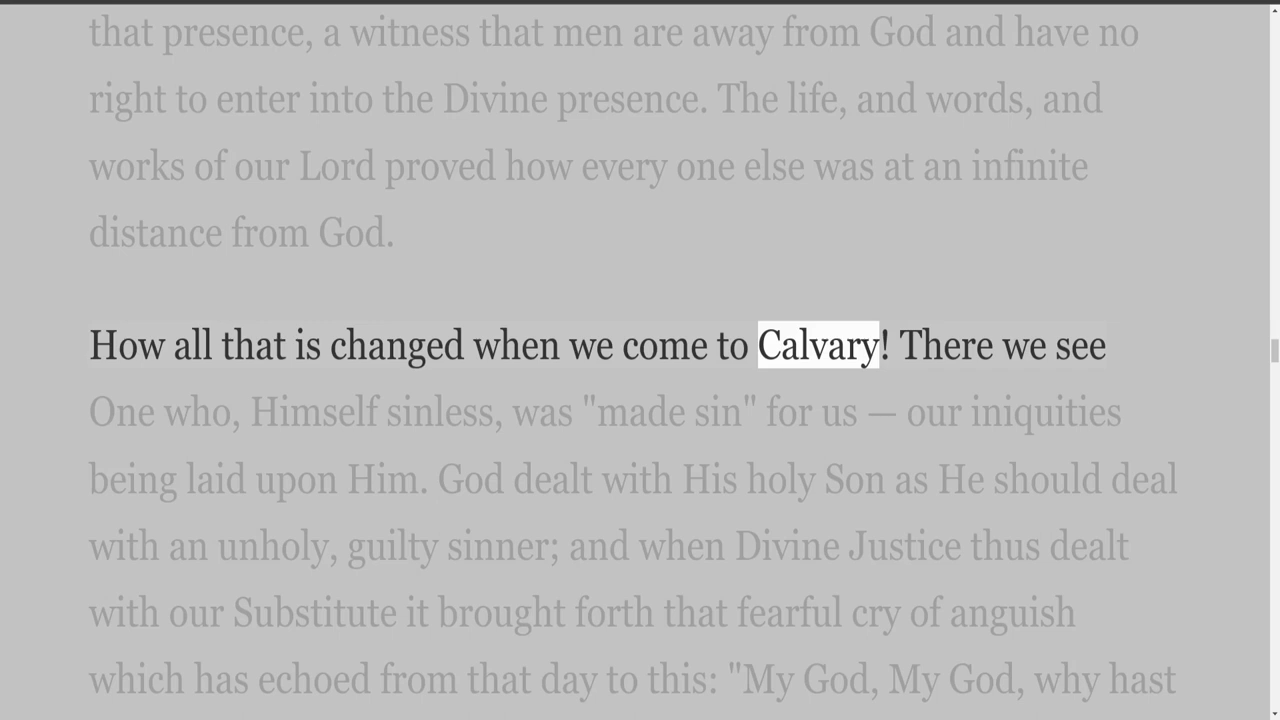 that presence, a witness that men are away from God and have no
right to enter into the Divine presence. The life, and words, and
works of our Lord proved how every one else was at an infinite
distance from God.
How all that is changed when we come to Calvary! There we see
One who, Himself sinless, was "made sin" for us — our iniquities
being laid upon Him. God dealt with His holy Son as He should deal
with an unholy, guilty sinner; and when Divine Justice thus dealt
with our Substitute it brought forth that fearful cry of anguish
which has echoed from that day to this: "My God, My God, why hast